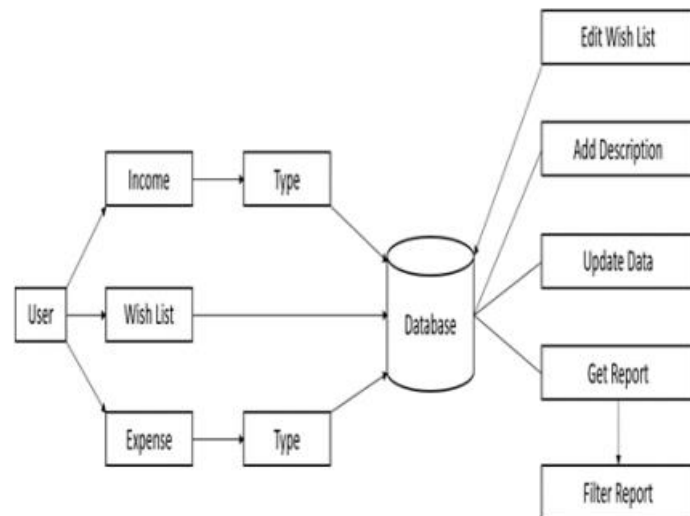 Edit Wish List
Add Description
Income
Type
Update Data
User
Wish List
Database
Get Report
Expense
Type
Filter Report